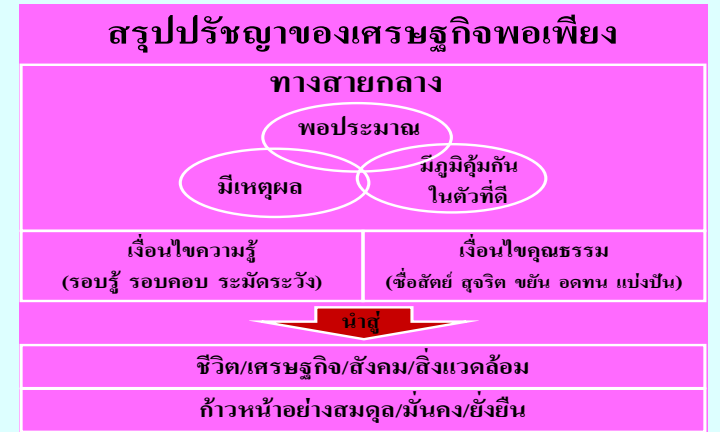 สรุปปรัชญาของเศรษฐกิจพอเพียง
ทางสายกลาง
พอประมาณ
มีเหตุผล
มีภูมิคุ้มกัน
ในตัวที่ดี
เงื่อนไขความรู้
(รอบรู้ รอบคอบ ระมัดระวัง)
เงื่อนไขคุณธรรม
(ซื่อสัตย์ สุจริต ขยัน อดทน แบ่งปัน)
นำสู่
ชีวิต/เศรษฐกิจ/สังคม/สิ่งแวดล้อม
ก้าวหน้าอย่างสมดุล/มั่นคง/ยั่งยืน